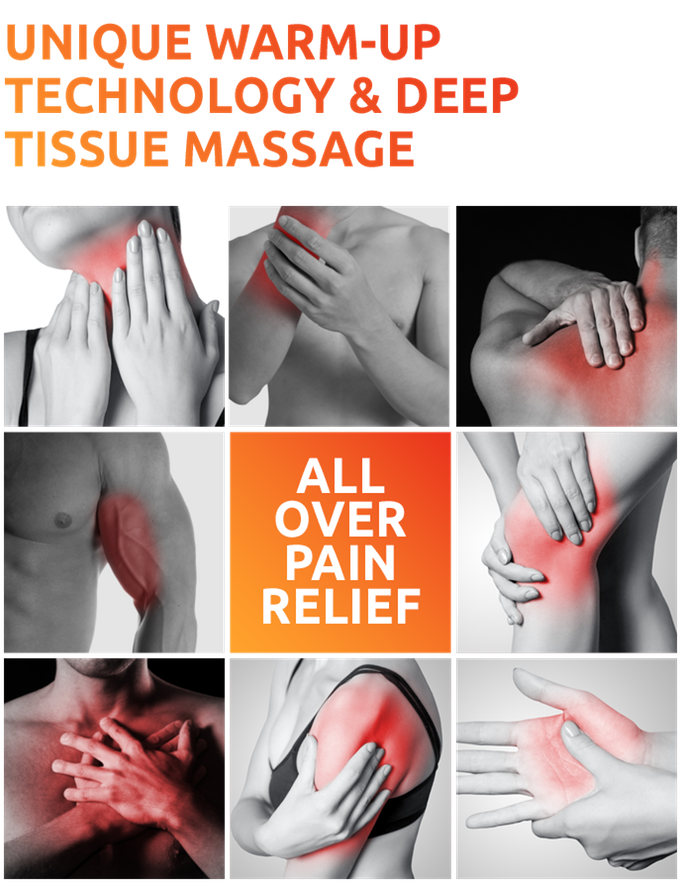 UNIQUE WARM-UP
TECHNOLOGY & DEEP
TISSUE MASSAGE
ALL
OVER
PAIN
RELIEF